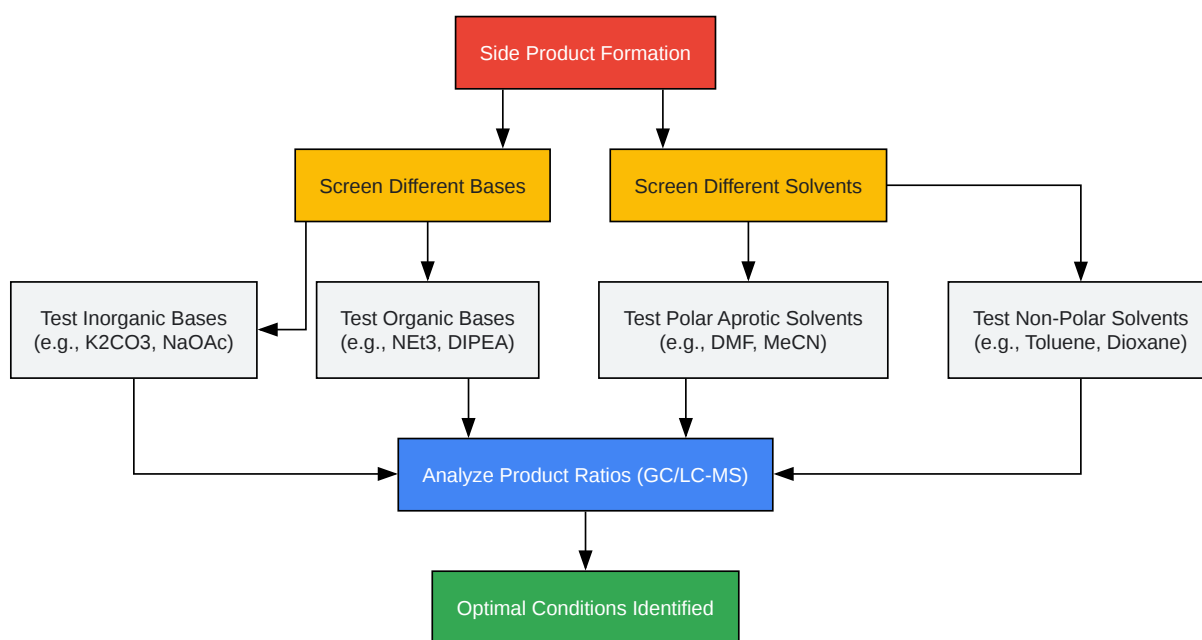 Side Product Formation
Screen Different Bases
Screen Different Solvents
Test Inorganic Bases
(e.g., K2CO3, NaOAc)
Test Organic Bases
(e.g., NEt3, DIPEA)
Test Polar Aprotic Solvents
(e.g., DMF, MeCN)
Test Non-Polar Solvents
(e.g., Toluene, Dioxane)
Analyze Product Ratios (GC/LC-MS)
Optimal Conditions Identified